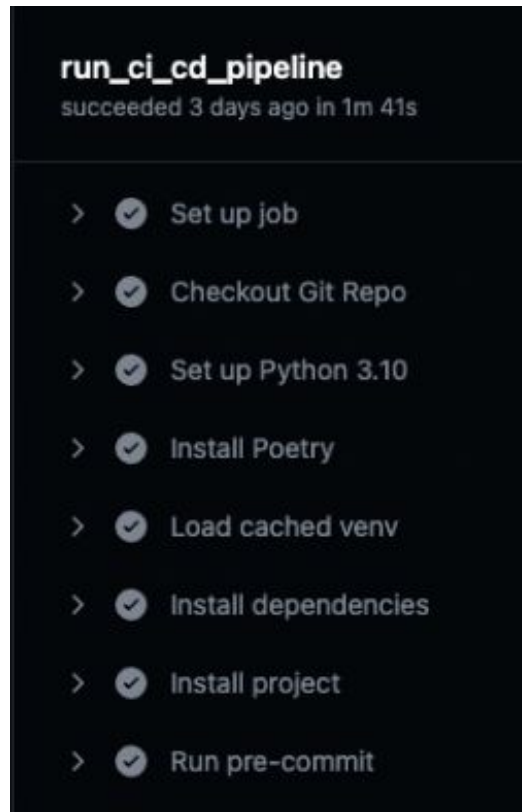 run_ci_cd_pipeline
succeeded 3 days ago in 1m 41s
Set up job
Checkout Git Repo
Set up Python 3.10
Install Poetry
Load cached venv
Install dependencies
Install project
Run pre-commit